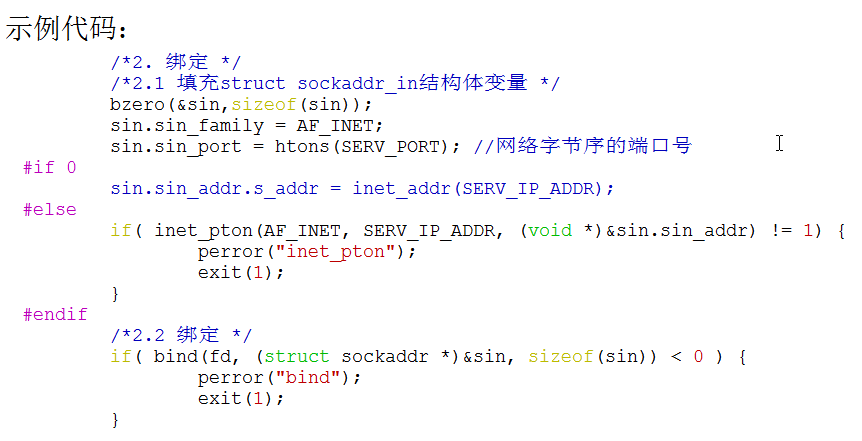 示例代码：
/*2. 绑定 */
/*2.1 填充struct sockaddr_in结构体变量 */
bzero(&sin,sizeof(sin));
sin.sin_family = AF_INET;
sin.sin_port = htons(SERV_PORT); //网络字节序的端口号
#if 0
sin.sin_addr.s_addr = inet_addr(SERV_IP_ADDR);
#else
if( inet_pton(AF_INET, SERV_IP_ADDR, (void *)&sin.sin_addr) != 1) {
perror("inet_pton");
exit(1);
}
#endif
/*2.2 绑定 */
if( bind(fd, (struct sockaddr *)&sin, sizeof(sin)) < 0 ) {
perror("bind");
exit(1);
}